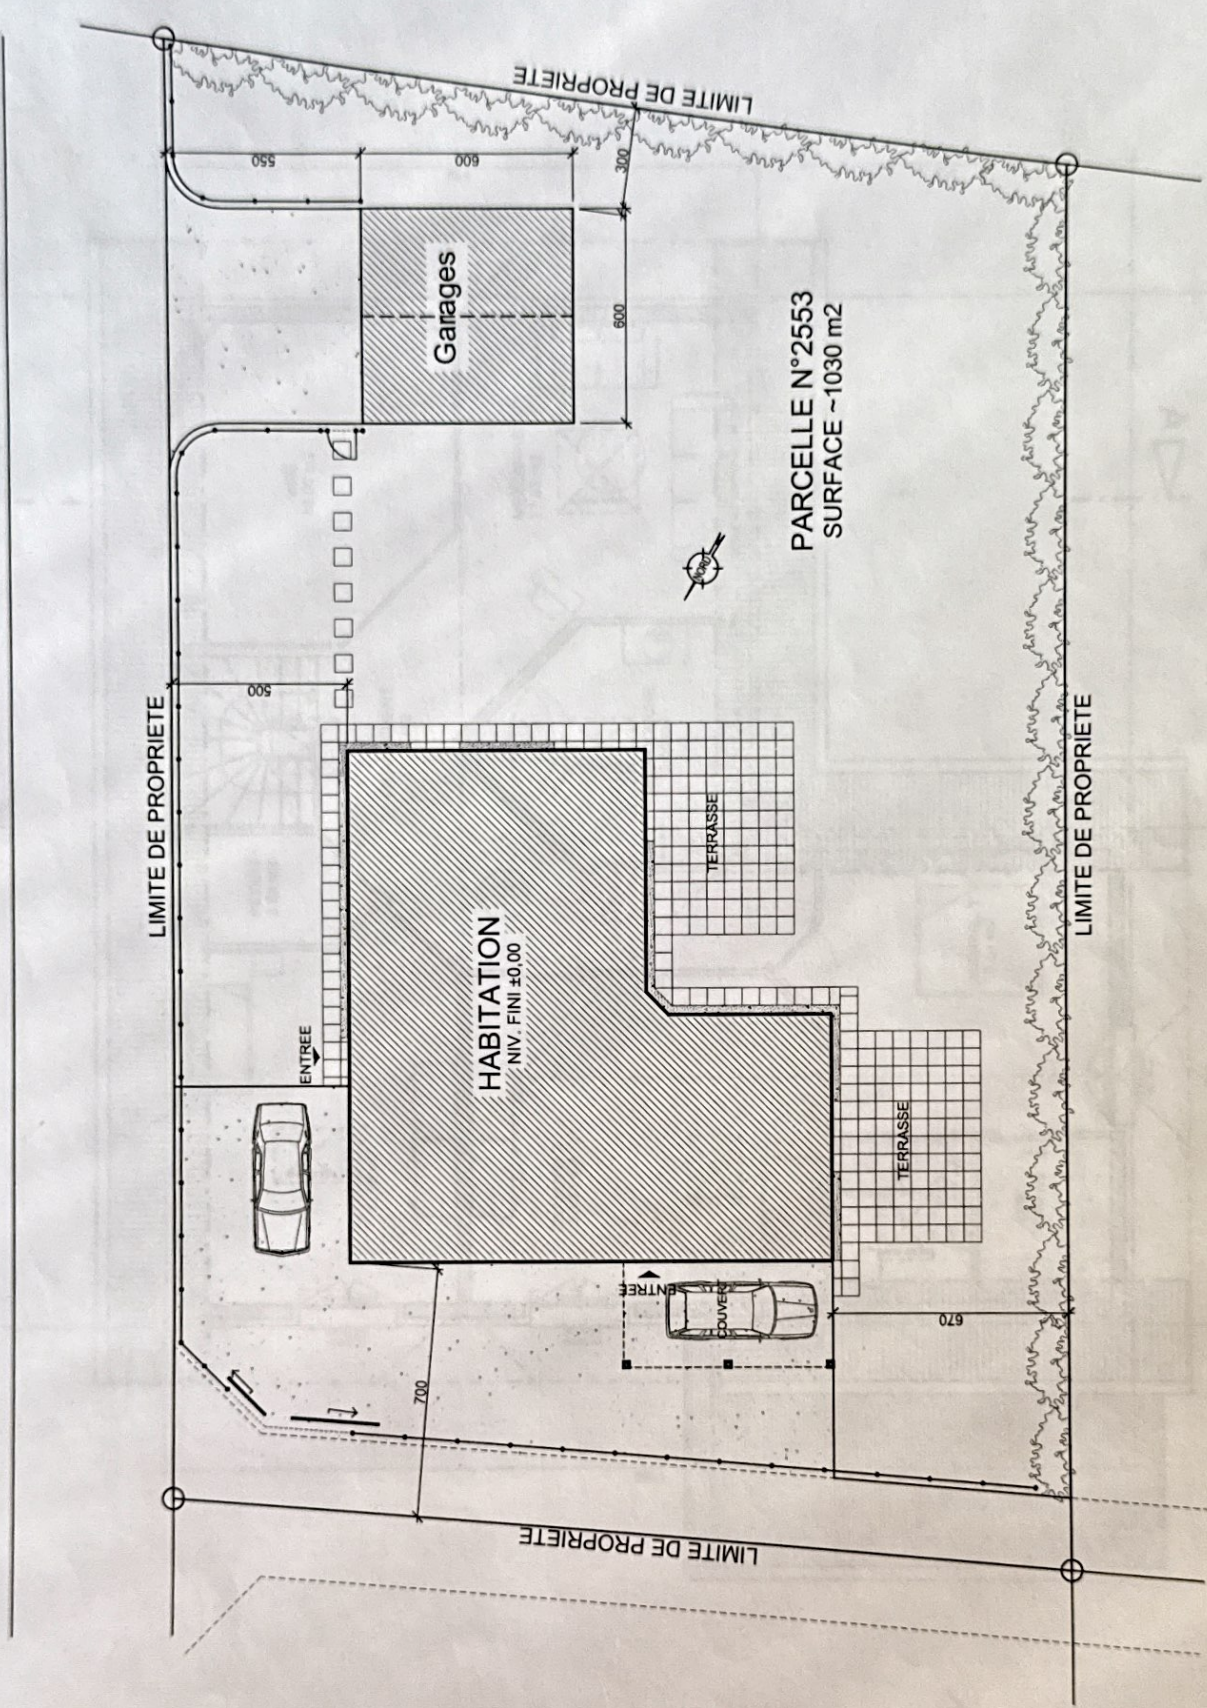 LIMITE DE PROPRIETE
550
600
300
Garages
600
PARCELLE N°2553
SURFACE ~1030 m2
NORD
500
LIMITE DE PROPRIETE
HABITATION
NIV. FINI ±0,00
TERRASSE
LIMITE DE PROPRIETE
ENTREE
TERRASSE
ENTREE
COUVERT
670
700
LIMITE DE PROPRIETE